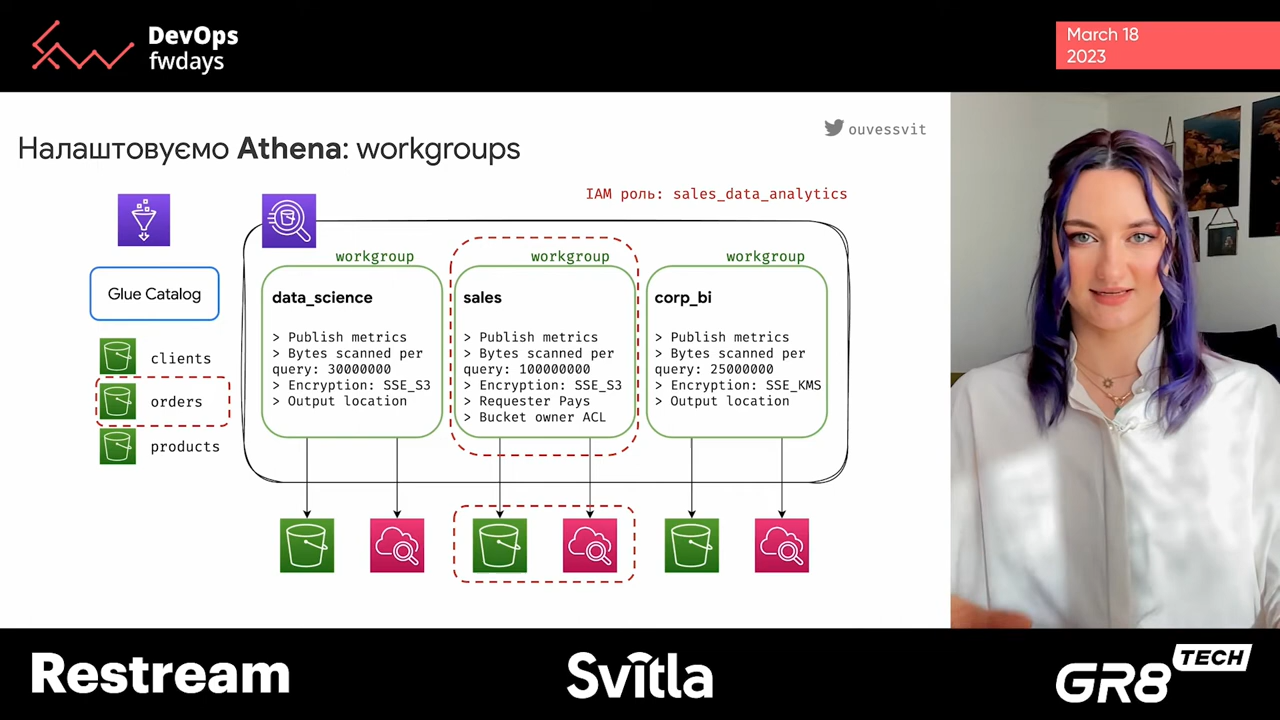 DevOps
fwdays
March 18
2023
ouvessvit
Налаштовуємо Athena: workgroups
IAM роль: sales_data_analytics
Glue Catalog
clients
orders
products
workgroup
data_science
> Publish metrics
> Bytes scanned per
query: 30000000
> Encryption: SSE_S3
> Output location
workgroup
sales
> Publish metrics
> Bytes scanned per
query: 100000000
> Encryption: SSE_S3
> Requester Pays
> Bucket owner ACL
workgroup
corp_bi
> Publish metrics
> Bytes scanned per
query: 25000000
> Encryption: SSE_KMS
> Output location
Restream
Svitla
GR8 TECH